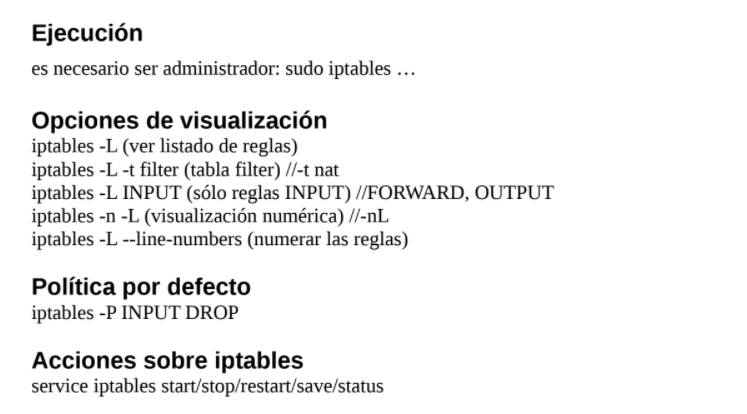 Ejecución
es necesario ser administrador: sudo iptables …
Opciones de visualización
iptables -L (ver listado de reglas)
iptables -L -t filter (tabla filter) //-t nat
iptables -L INPUT (sólo reglas INPUT) //FORWARD, OUTPUT
iptables -n -L (visualización numérica) //-nL
iptables -L --line-numbers (numerar las reglas)
Política por defecto
iptables -P INPUT DROP
Acciones sobre iptables
service iptables start/stop/restart/save/status